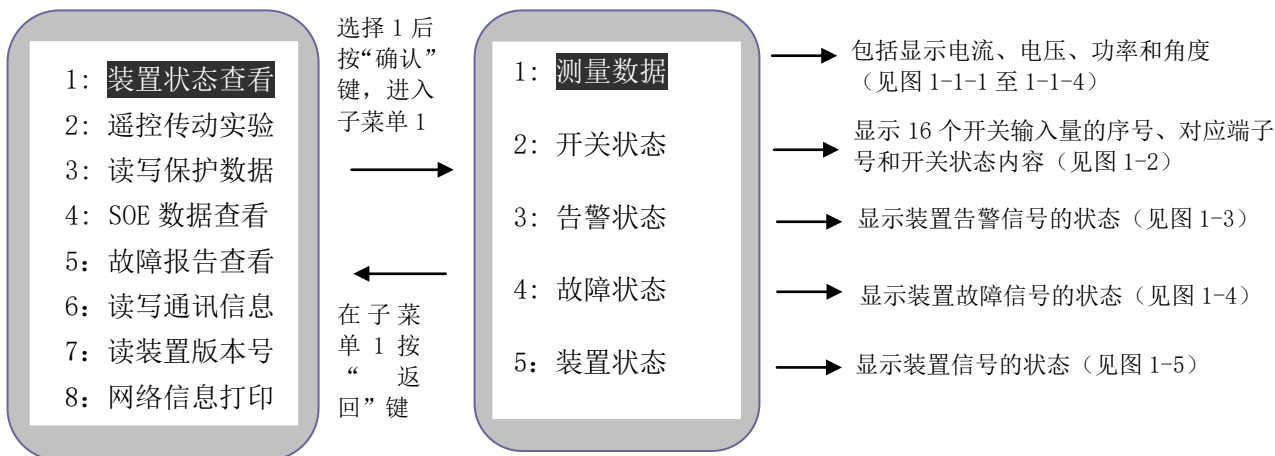 1: 装置状态查看
2: 遥控传动实验
3: 读写保护数据
4: SOE 数据查看
5: 故障报告查看
6: 读写通讯信息
7: 读装置版本号
8: 网络信息打印
选择 1 后
按“确认”
键，进入
子菜单 1
在子菜
单 1 按
“ 返
回”键
1: 测量数据
2: 开关状态
3: 告警状态
4: 故障状态
5: 装置状态
包括显示电流、电压、功率和角度
（见图 1-1-1 至 1-1-4）
显示 16 个开关输入量的序号、对应端子
号和开关状态内容（见图 1-2）
显示装置告警信号的状态（见图 1-3）
显示装置故障信号的状态（见图 1-4）
显示装置信号的状态（见图 1-5）